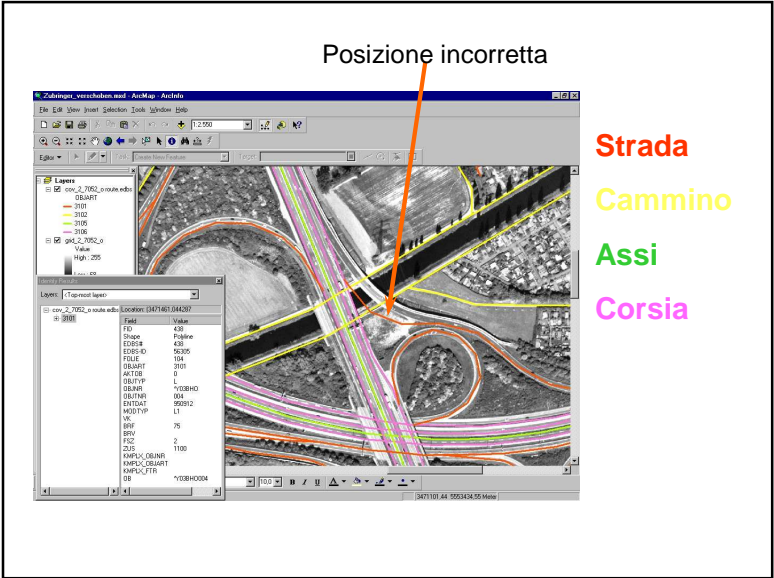 Posizione incorretta
Zubringer_verschoben.mxd - ArcMap - ArcInfo
File Edit View Insert Selection Tools Window Help
1:2.550
Editor Task: Create New Feature Target:
Layers
cov_2_7052_o route.edbs
OBJART
3101
3102
3105
3106
grid_2_7052_o
Value
High : 255
Identify Results
Layers: <Top-most layer>
cov_2_7052_o route.edbs
3101
Location: (3471461,044287
Field Value
FID 438
Shape Polyline
EDBS# 438
EDBS-ID 56305
FOLIE 104
OBJART 3101
AKTOB 0
OBJTYP L
OBJNR *Y03BHO
OBJTNR 004
ENTDAT 950912
MODTYP L1
VK
BRF 75
BRV
FSZ 2
ZUS 1100
KMPLX_OBJNR
KMPLX_OBJART
KMPLX_FTR
OB *Y03BHO004
10,0 B I U A
3471101,44 5553434,55 Meter
Strada
Cammino
Assi
Corsia